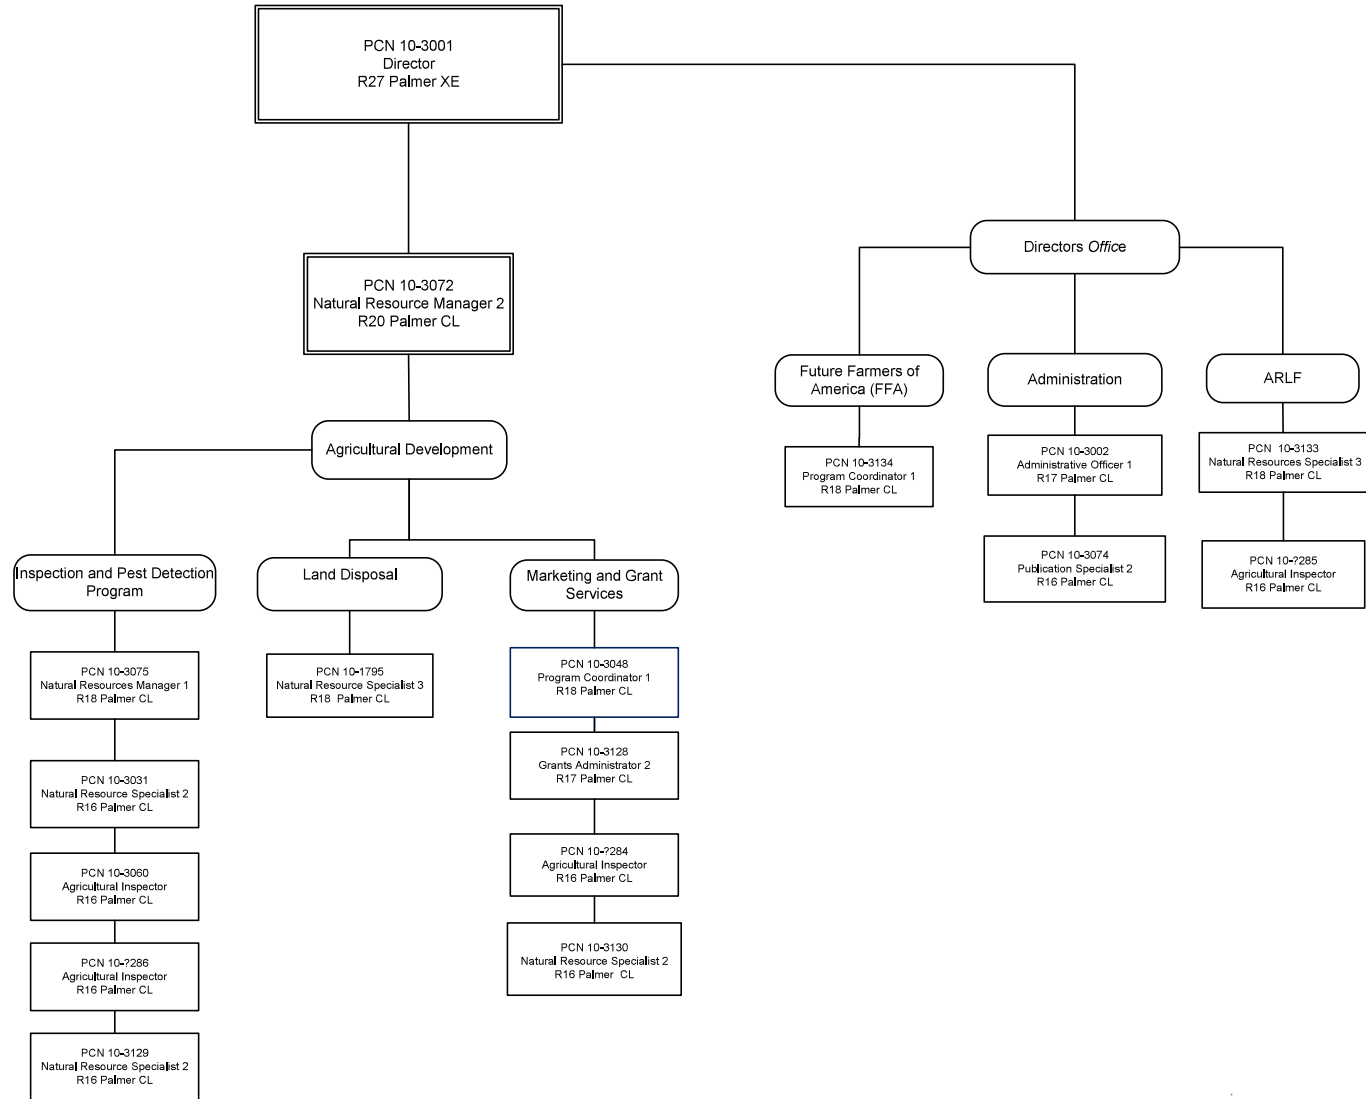 PCN 10-3001
Director
R27 Palmer XE
Directors Office
PCN 10-3072
Natural Resource Manager 2
R20 Palmer CL
Future Farmers of
America (FFA)
Administration
ARLF
Agricultural Development
PCN 10-3134
Program Coordinator 1
R18 Palmer CL
PCN 10-3002
Administrative Officer 1
R17 Palmer CL
PCN 10-3133
Natural Resources Specialist 3
R18 Palmer CL
PCN 10-3074
Publication Specialist 2
R16 Palmer CL
PCN 10-?285
Agricultural Inspector
R16 Palmer CL
Inspection and Pest Detection
Program
Land Disposal
Marketing and Grant
Services
PCN 10-3075
Natural Resources Manager 1
R18 Palmer CL
PCN 10-1795
Natural Resource Specialist 3
R18 Palmer CL
PCN 10-3048
Program Coordinator 1
R18 Palmer CL
PCN 10-3031
Natural Resource Specialist 2
R16 Palmer CL
PCN 10-3128
Grants Administrator 2
R17 Palmer CL
PCN 10-3060
Agricultural Inspector
R16 Palmer CL
PCN 10-?284
Agricultural Inspector
R16 Palmer CL
PCN 10-?286
Agricultural Inspector
R16 Palmer CL
PCN 10-3130
Natural Resource Specialist 2
R16 Palmer CL
PCN 10-3129
Natural Resource Specialist 2
R16 Palmer CL